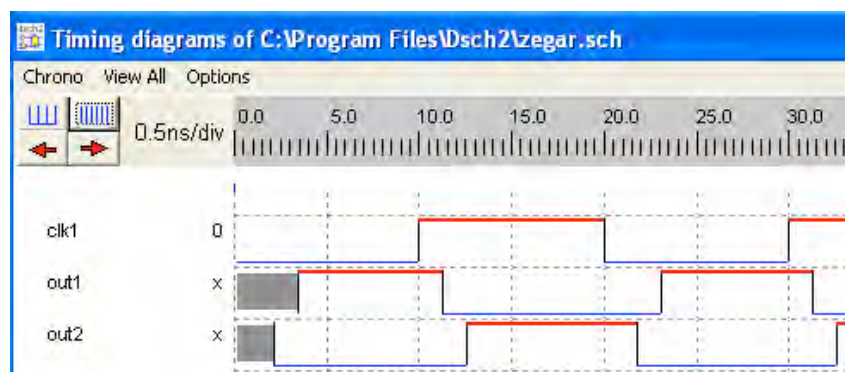 Timing diagrams of C:\Program Files\Dsch2\zegar.sch
Chrono View All Options
0.5ns/div 0.0 5.0 10.0 15.0 20.0 25.0 30.0
clk1 0
out1 x
out2 x